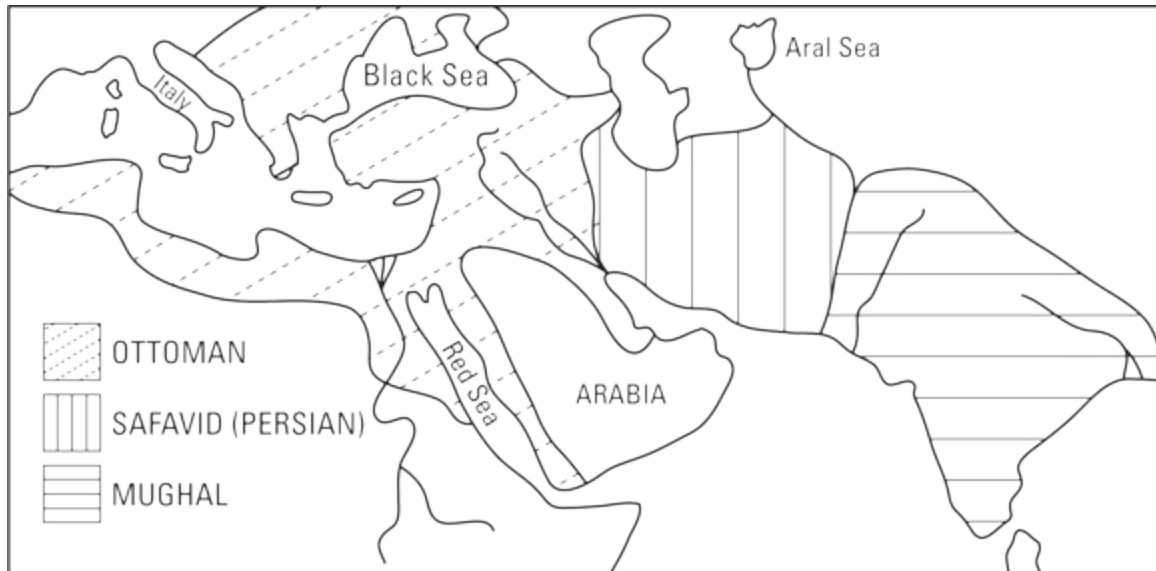 Aral Sea
Black Sea
Italy
Red Sea
ARABIA
OTTOMAN
SAFAVID (PERSIAN)
MUGHAL